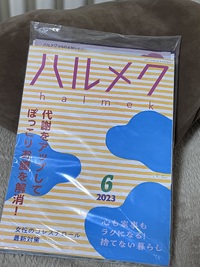 ハルメク
halmek
代謝をアップして
ぽっこりお腹を解消！
6
2023
心も家事も
ラクになる！
捨てない暮らし
女性のコレステロール
最新対策